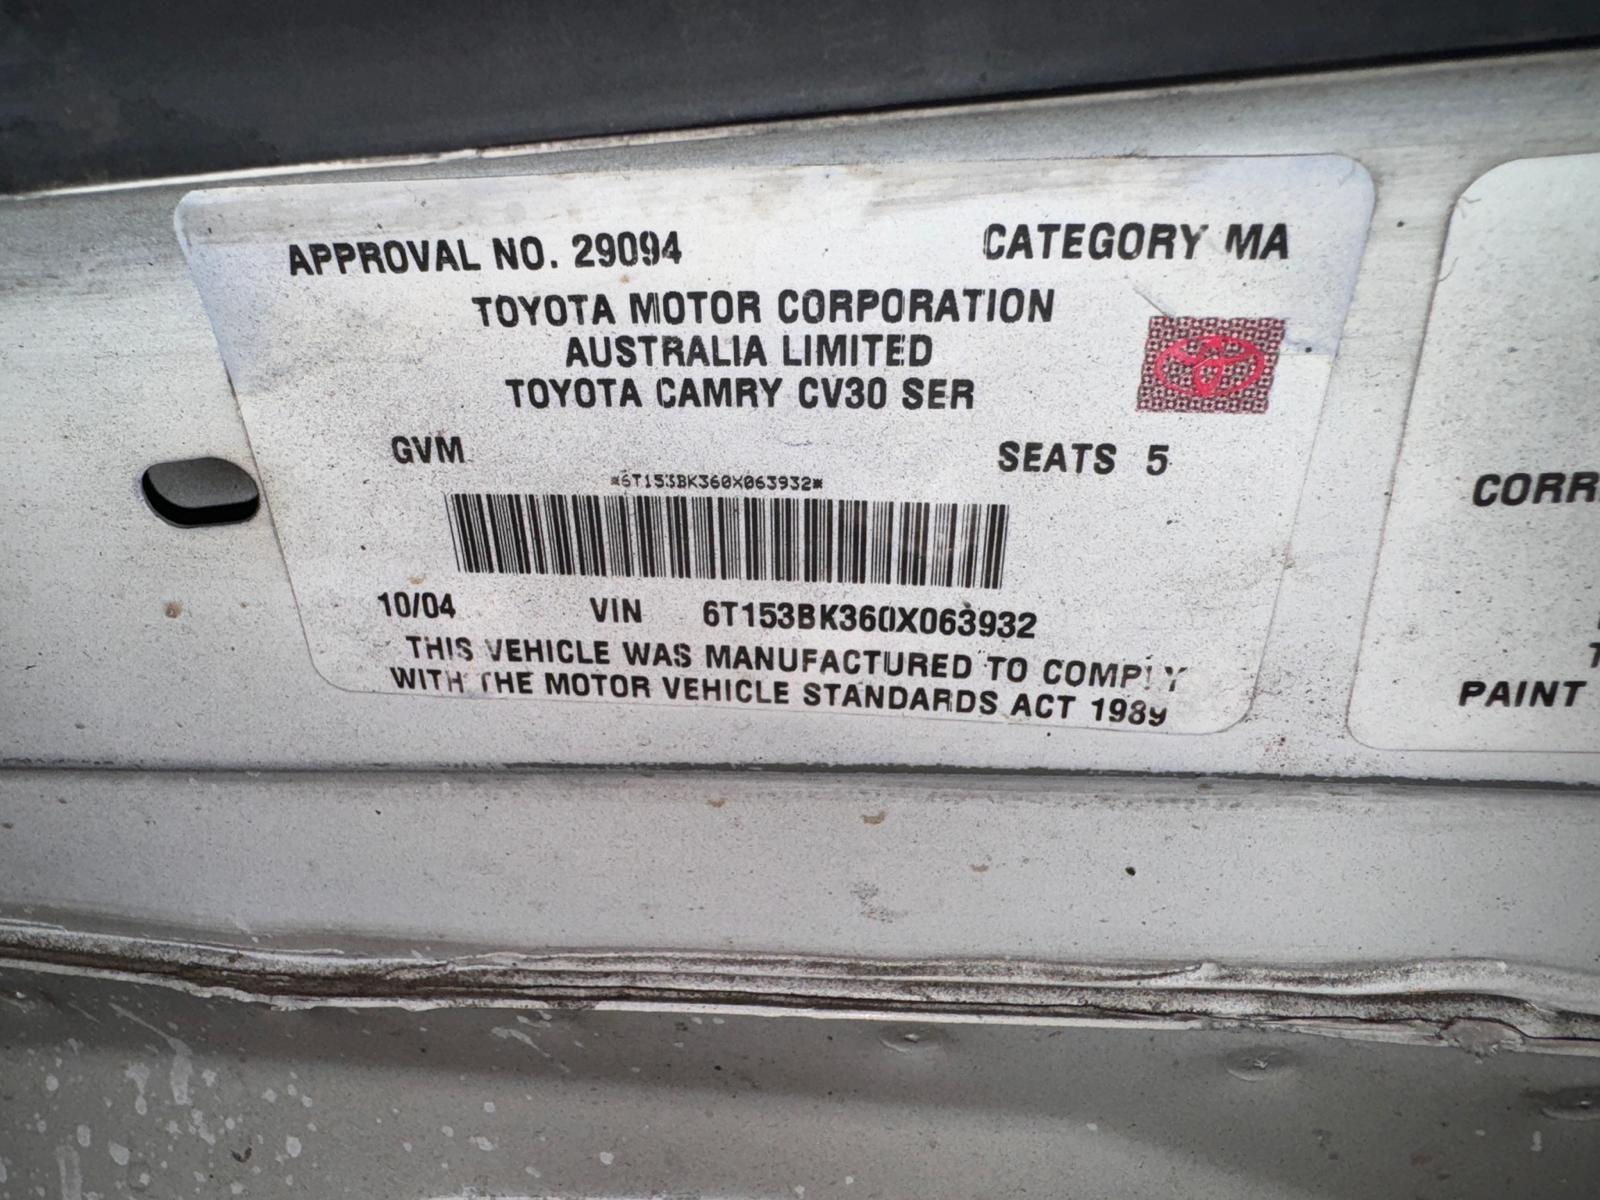 APPROVAL NO. 29094 CATEGORY MA
TOYOTA MOTOR CORPORATION
AUSTRALIA LIMITED
TOYOTA CAMRY CV30 SER
GVM SEATS 5
*6T153BK360X063932*
10/04 VIN 6T153BK360X063932
THIS VEHICLE WAS MANUFACTURED TO COMPLY
WITH THE MOTOR VEHICLE STANDARDS ACT 1989
CORR
T
PAINT